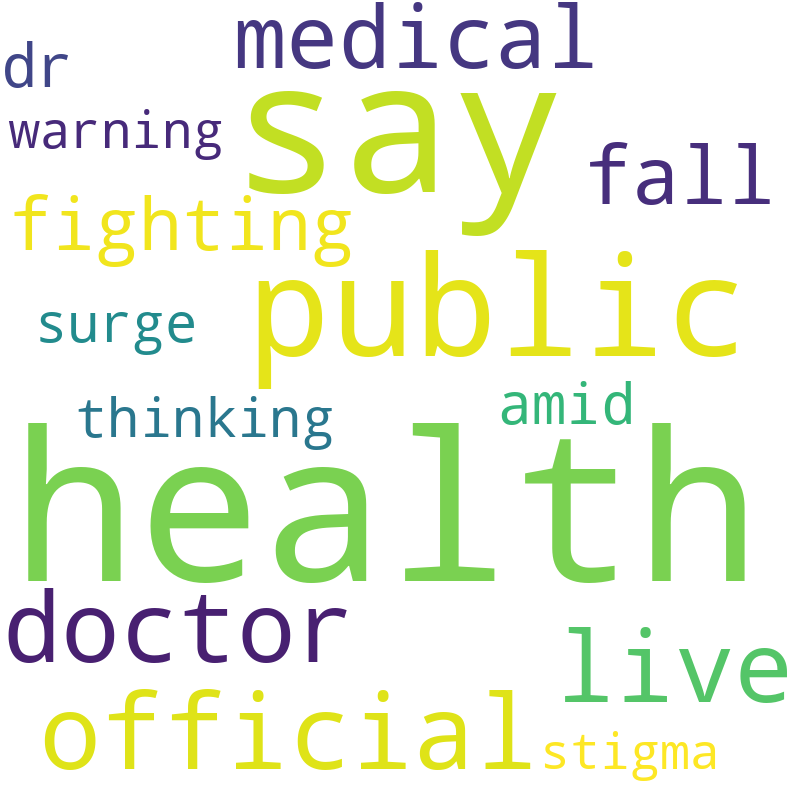 medical
dr
say
warning
fall
fighting
public
surge
thinking
amid
health
doctor
live
official
stigma